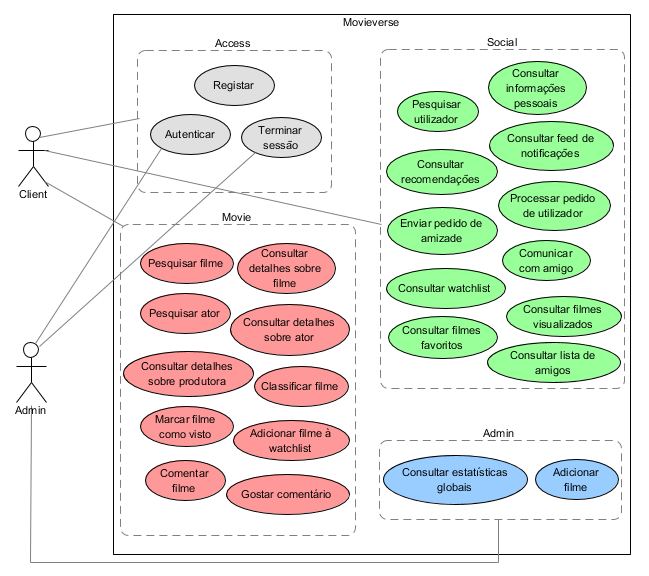 Movieverse
Access
Registar
Autenticar
Terminar
sessão
Client
Admin
Social
Consultar
informações
pessoais
Pesquisar
utilizador
Consultar feed de
notificações
Consultar
recomendações
Processar pedido
de utilizador
Enviar pedido de
amizade
Comunicar
com amigo
Consultar watchlist
Consultar filmes
visualizados
Consultar filmes
favoritos
Consultar lista de
amigos
Movie
Pesquisar filme
Consultar
detalhes sobre
filme
Pesquisar ator
Consultar detalhes
sobre ator
Consultar detalhes
sobre produtora
Classificar filme
Marcar filme
como visto
Adicionar filme à
watchlist
Comentar
filme
Gostar comentário
Admin
Consultar estatísticas
globais
Adicionar
filme